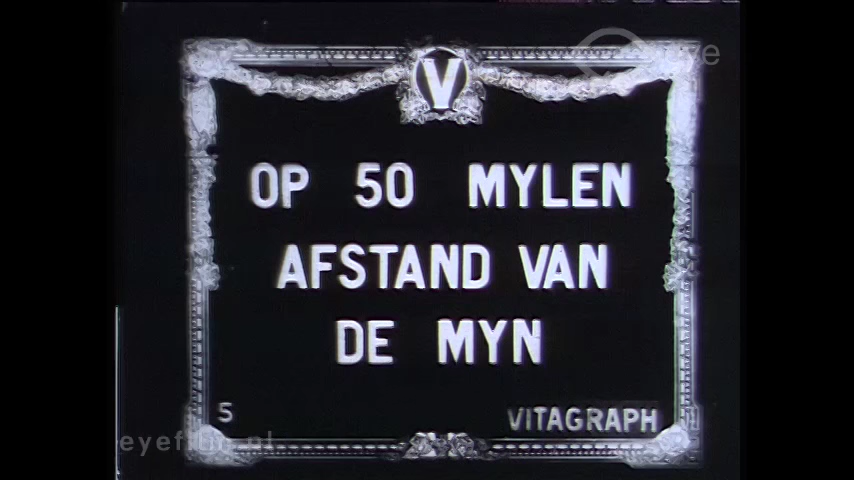 eye
V
OP 50 MYLEN
AFSTAND VAN
DE MYN
5 VITAGRAPH
eyefilm.nl